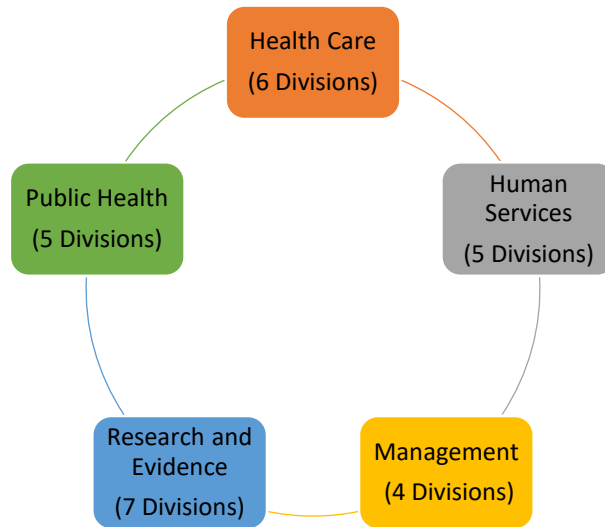 Health Care
(6 Divisions)
Public Health
(5 Divisions)
Human
Services
(5 Divisions)
Research and
Evidence
(7 Divisions)
Management
(4 Divisions)